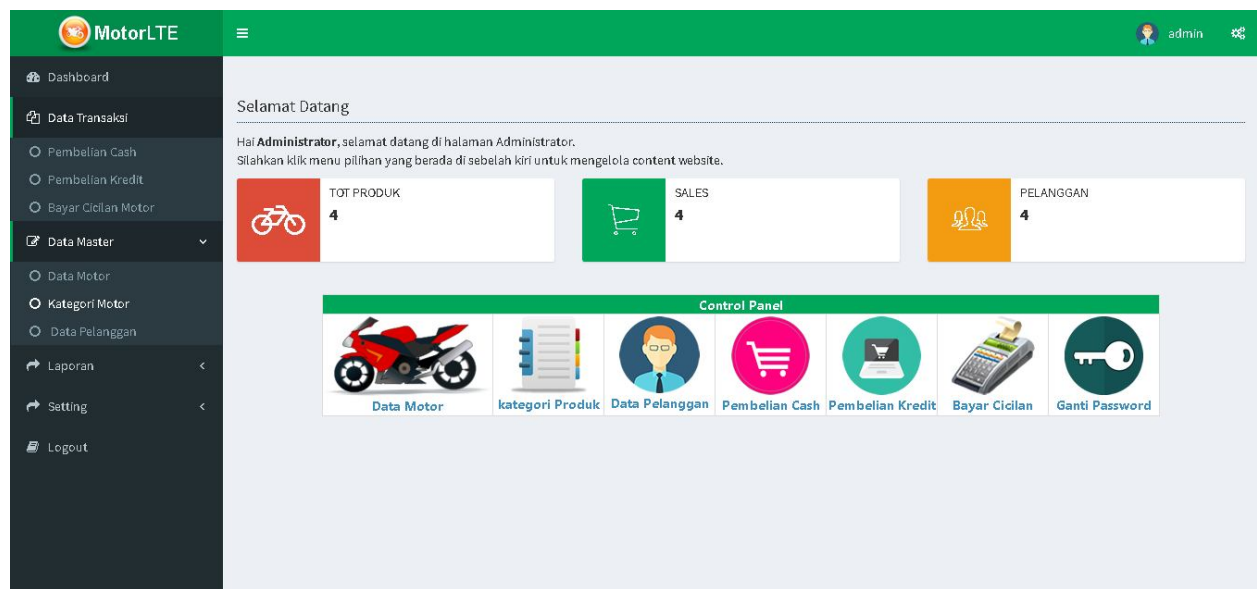 MotorLTE
admin
Dashboard
Data Transaksi
Pembelian Cash
Pembelian Kredit
Bayar Cicilan Motor
Data Master
Data Motor
Kategori Motor
Data Pelanggan
Laporan
Setting
Logout
Selamat Datang
Hai Administrator, selamat datang di halaman Administrator.
Silahkan klik menu pilihan yang berada di sebelah kiri untuk mengelola content website.
TOT PRODUK
4
SALES
4
PELANGGAN
4
Control Panel
Data Motor
kategori Produk
Data Pelanggan
Pembelian Cash
Pembelian Kredit
Bayar Cicilan
Ganti Password